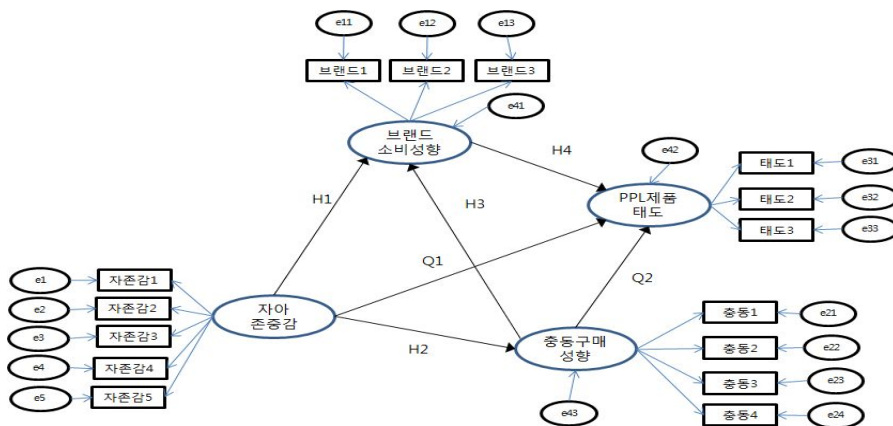 e11
e12
e13
브랜드1
브랜드2
브랜드3
e41
브랜드
소비성향
H4
e42
태도1
e31
PPL제품
태도
태도2
e32
태도3
e33
H1
H3
Q1
Q2
e1
자존감1
e2
자존감2
e3
자존감3
e4
자존감4
e5
자존감5
자아
존중감
H2
충동구매
성향
e43
충동1
e21
충동2
e22
충동3
e23
충동4
e24